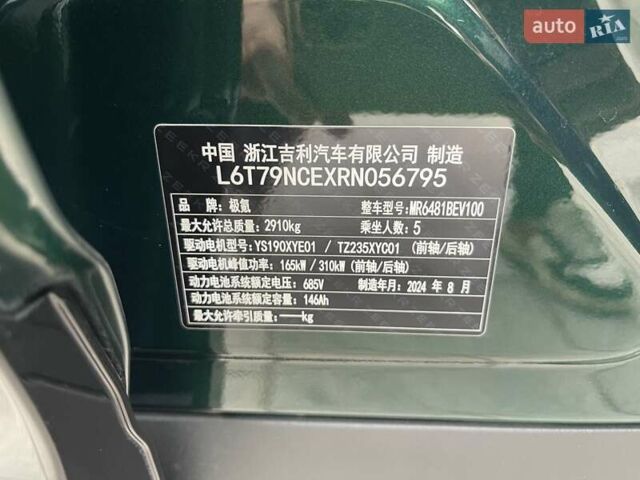 auto RIA.com
中国 浙江吉利汽车有限公司 制造
L6T79NCEXRN056795
品牌：极氪 整车型号：MR6481BEV100
最大允许总质量：2910kg 乘坐人数：5
驱动电机型号：YS190XYE01 / TZ235XYC01 (前轴/后轴)
驱动电机峰值功率：165kW / 310kW (前轴/后轴)
动力电池系统额定电压：685V 制造年月：2024 年 8 月
动力电池系统额定容量：146Ah
最大允许牵引质量：——kg